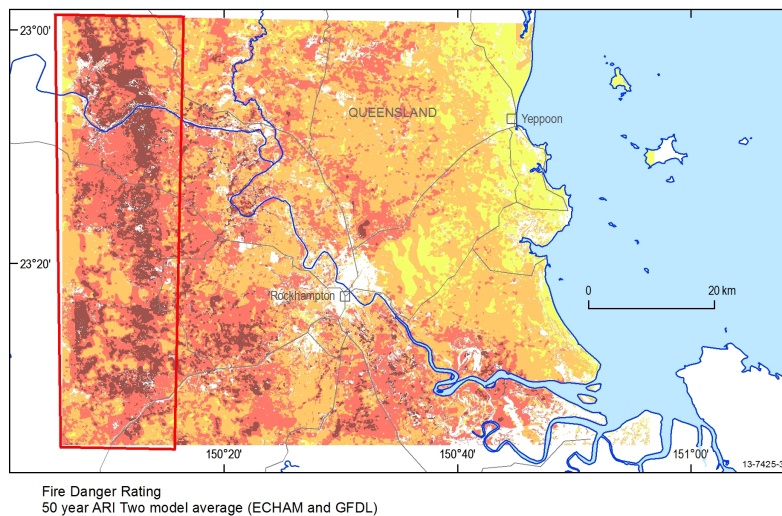 23°00'
QUEENSLAND
Yeppoon
23°20'
Rockhampton
0 20 km
150°20'
150°40'
151°00'
13-7425-3
Fire Danger Rating
50 year ARI Two model average (ECHAM and GFDL)